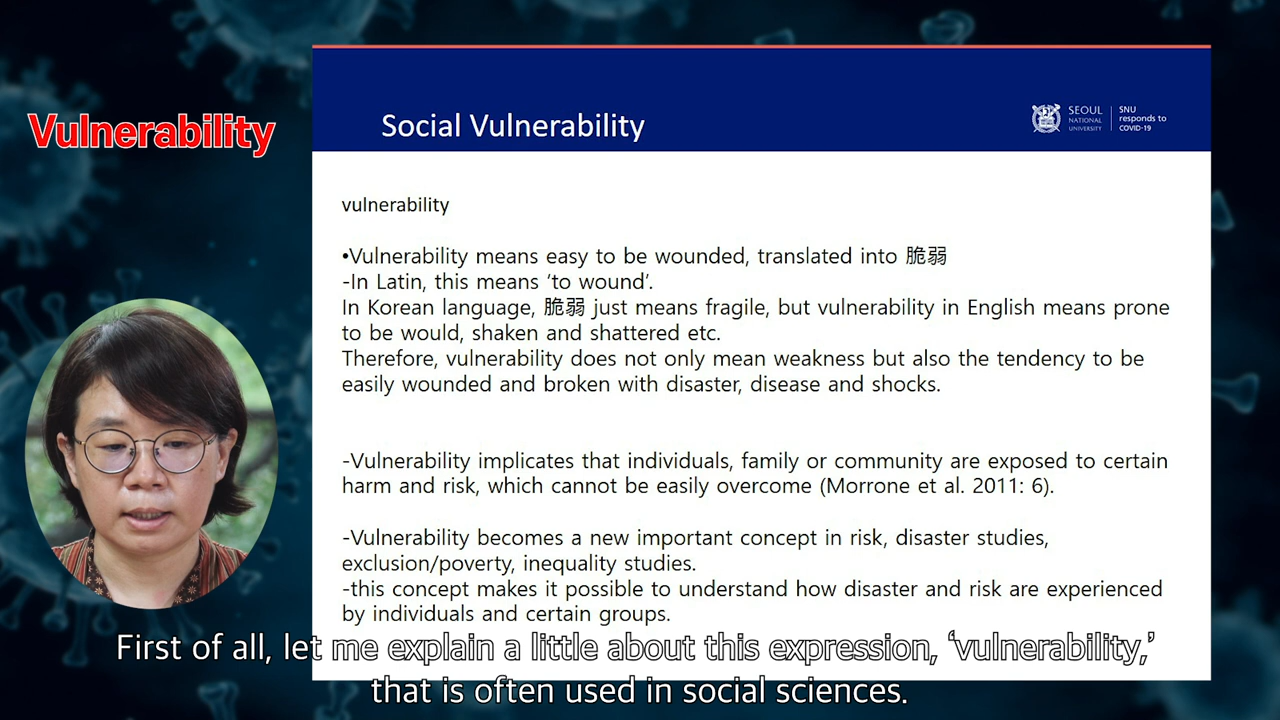 Vulnerability
Social Vulnerability
SEOUL
NATIONAL
UNIVERSITY
SNU
responds to
COVID-19
vulnerability
•Vulnerability means easy to be wounded, translated into 脆弱
-In Latin, this means ‘to wound’.
In Korean language, 脆弱 just means fragile, but vulnerability in English means prone
to be would, shaken and shattered etc.
Therefore, vulnerability does not only mean weakness but also the tendency to be
easily wounded and broken with disaster, disease and shocks.
-Vulnerability implicates that individuals, family or community are exposed to certain
harm and risk, which cannot be easily overcome (Morrone et al. 2011: 6).
-Vulnerability becomes a new important concept in risk, disaster studies,
exclusion/poverty, inequality studies.
-this concept makes it possible to understand how disaster and risk are experienced
by individuals and certain groups.
First of all, let me explain a little about this expression, ‘vulnerability,’
that is often used in social sciences.